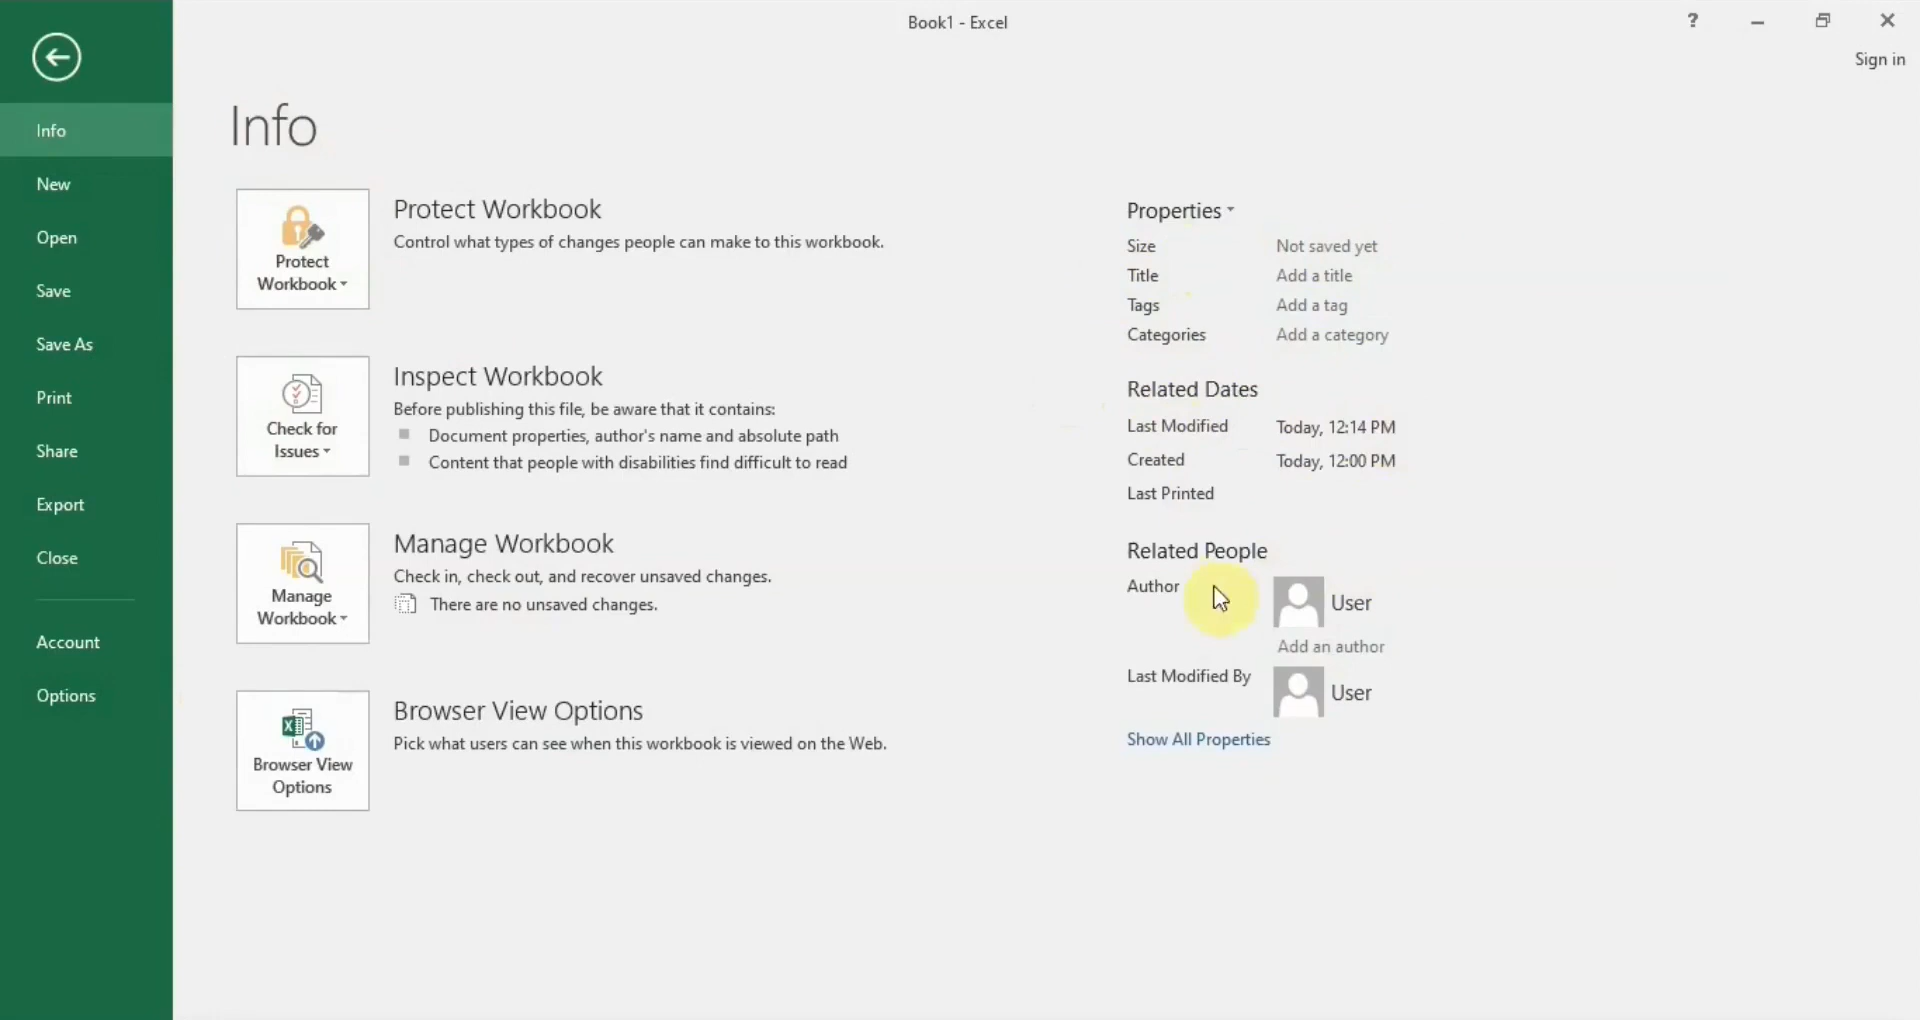 Book1 - Excel
?
Sign in
Info
New
Open
Save
Save As
Print
Share
Export
Close
Account
Options
Info
Protect
Workbook
Protect Workbook
Control what types of changes people can make to this workbook.
Check for
Issues
Inspect Workbook
Before publishing this file, be aware that it contains:
Document properties, author's name and absolute path
Content that people with disabilities find difficult to read
Manage
Workbook
Manage Workbook
Check in, check out, and recover unsaved changes.
There are no unsaved changes.
Browser View
Options
Browser View Options
Pick what users can see when this workbook is viewed on the Web.
Properties
Size Not saved yet
Title Add a title
Tags Add a tag
Categories Add a category
Related Dates
Last Modified Today, 12:14 PM
Created Today, 12:00 PM
Last Printed
Related People
Author User
Add an author
Last Modified By User
Show All Properties